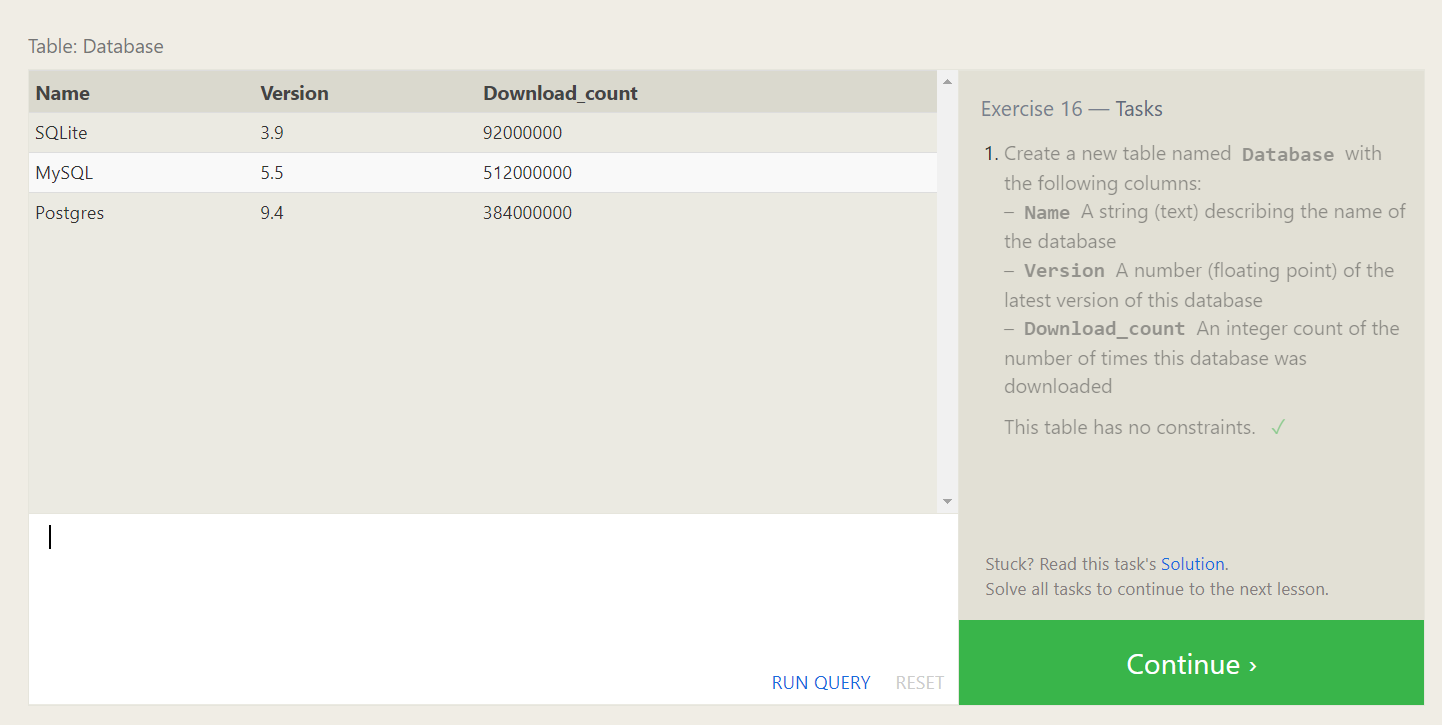 Table: Database
Name Version Download_count
SQLite 3.9 92000000
MySQL 5.5 512000000
Postgres 9.4 384000000
Exercise 16 — Tasks
1. Create a new table named Database with
the following columns:
– Name A string (text) describing the name of
the database
– Version A number (floating point) of the
latest version of this database
– Download_count An integer count of the
number of times this database was
downloaded
This table has no constraints. ✓
Stuck? Read this task's Solution.
Solve all tasks to continue to the next lesson.
RUN QUERY RESET
Continue ›